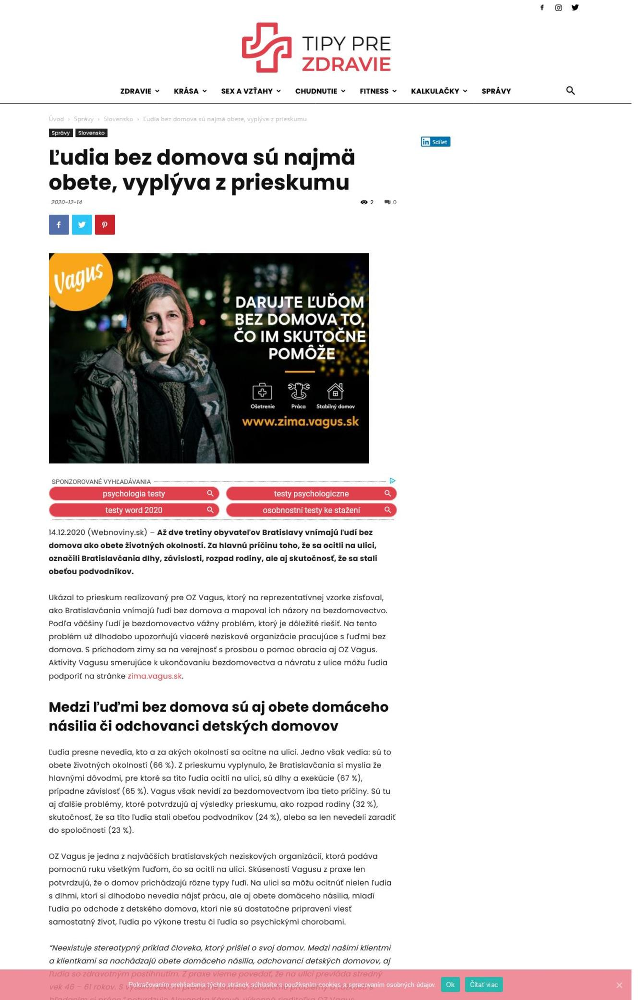 TIPY PRE
ZDRAVIE
ZDRAVIE
KRÁSA
SEX A VZŤAHY
CHUDNUTIE
FITNESS
KALKULAČKY
SPRÁVY
Úvod › Správy › Slovensko › Ľudia bez domova sú najmä obete, vyplýva z prieskumu
Správy Slovensko
Sdílet
Ľudia bez domova sú najmä
obete, vyplýva z prieskumu
2020-12-14
2
0
Vagus
DARUJTE ĽUĎOM
BEZ DOMOVA TO,
ČO IM SKUTOČNE
POMÔŽE
Ošetrenie Práca Stabilný domov
www.zima.vagus.sk
SPONZOROVANÉ VYHĽADÁVANIA
psychologia testy
testy psychologiczne
testy word 2020
osobnostní testy ke stažení
14.12.2020 (Webnoviny.sk) – Až dve tretiny obyvateľov Bratislavy vnímajú ľudí bez
domova ako obete životných okolností. Za hlavnú príčinu toho, že sa ocitli na ulici,
označili Bratislavčania dlhy, závislosti, rozpad rodiny, ale aj skutočnosť, že sa stali
obeťou podvodníkov.
Ukázal to prieskum realizovaný pre OZ Vagus, ktorý na reprezentatívnej vzorke zisťoval,
ako Bratislavčania vnímajú ľudí bez domova a mapoval ich názory na bezdomovectvo.
Podľa väčšiny ľudí je bezdomovectvo vážny problém, ktorý je dôležité riešiť. Na tento
problém už dlhodobo upozorňujú viaceré neziskové organizácie pracujúce s ľuďmi bez
domova. S príchodom zimy sa na verejnosť s prosbou o pomoc obracia aj OZ Vagus.
Aktivity Vagusu smerujúce k ukončovaniu bezdomovectva a návratu z ulice môžu ľudia
podporiť na stránke zima.vagus.sk.
Medzi ľuďmi bez domova sú aj obete domáceho
násilia či odchovanci detských domovov
Ľudia presne nevedia, kto a za akých okolností sa ocitne na ulici. Jedno však vedia: sú to
obete životných okolností (66 %). Z prieskumu vyplynulo, že Bratislavčania si myslia že
hlavnými dôvodmi, pre ktoré sa títo ľudia ocitli na ulici, sú dlhy a exekúcie (67 %),
prípadne závislosť (65 %). Vagus však nevidí za bezdomovectvom iba tieto príčiny. Sú tu
aj ďalšie problémy, ktoré potvrdzujú aj výsledky prieskumu, ako rozpad rodiny (32 %),
skutočnosť, že sa títo ľudia stali obeťou podvodníkov (24 %), alebo sa len nevedeli zaradiť
do spoločnosti (23 %).
OZ Vagus je jedna z najväčších bratislavských neziskových organizácií, ktorá podáva
pomocnú ruku všetkým ľuďom, čo sa ocitli na ulici. Skúsenosti Vagusu z praxe len
potvrdzujú, že o domov prichádzajú rôzne typy ľudí. Na ulici sa môžu ocitnúť nielen ľudia
s dlhmi, ktorí si dlhodobo nevedia nájsť prácu, ale aj obete domáceho násilia, mladí
ľudia po odchode z detského domova, ktorí nie sú dostatočne pripravení viesť
samostatný život, ľudia po výkone trestu či ľudia so psychickými chorobami.
“Neexistuje stereotypný príklad človeka, ktorý prišiel o svoj domov. Medzi našimi klientmi
a klientkami sa nachádzajú obete domáceho násilia, odchovanci detských domovov, aj
ľudia so zdravotným postihnutím. Z praxe vieme povedať, že na ulici prevláda stredný
vek 46 – 61 rokov. S
Pokračovaním prehliadania týchto stránok súhlasíte s používaním cookies a spracovaním osobných údajov. Ok Čítať viac